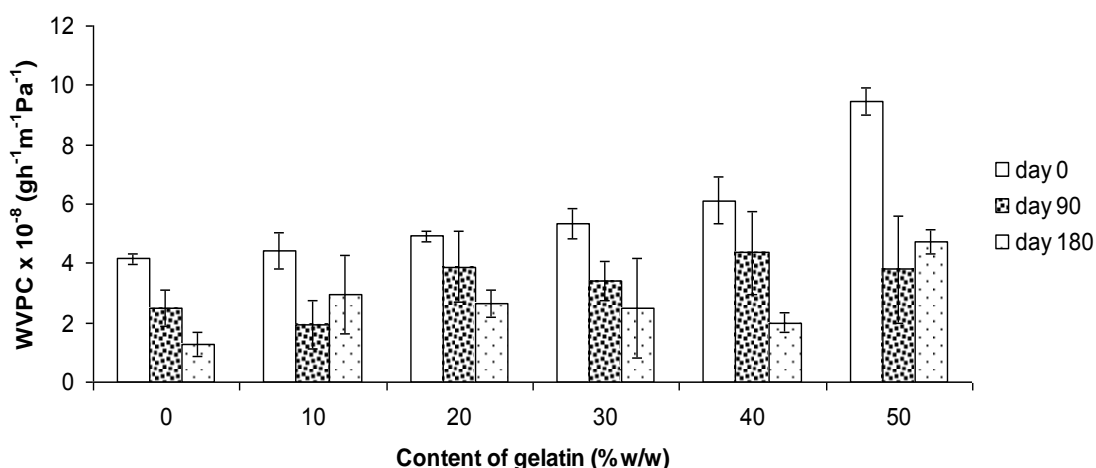 12
10
8
6
4
2
0
WVPC x 10⁻⁸ (gh⁻¹m⁻¹Pa⁻¹)
0 10 20 30 40 50
Content of gelatin (%w/w)
day 0
day 90
day 180